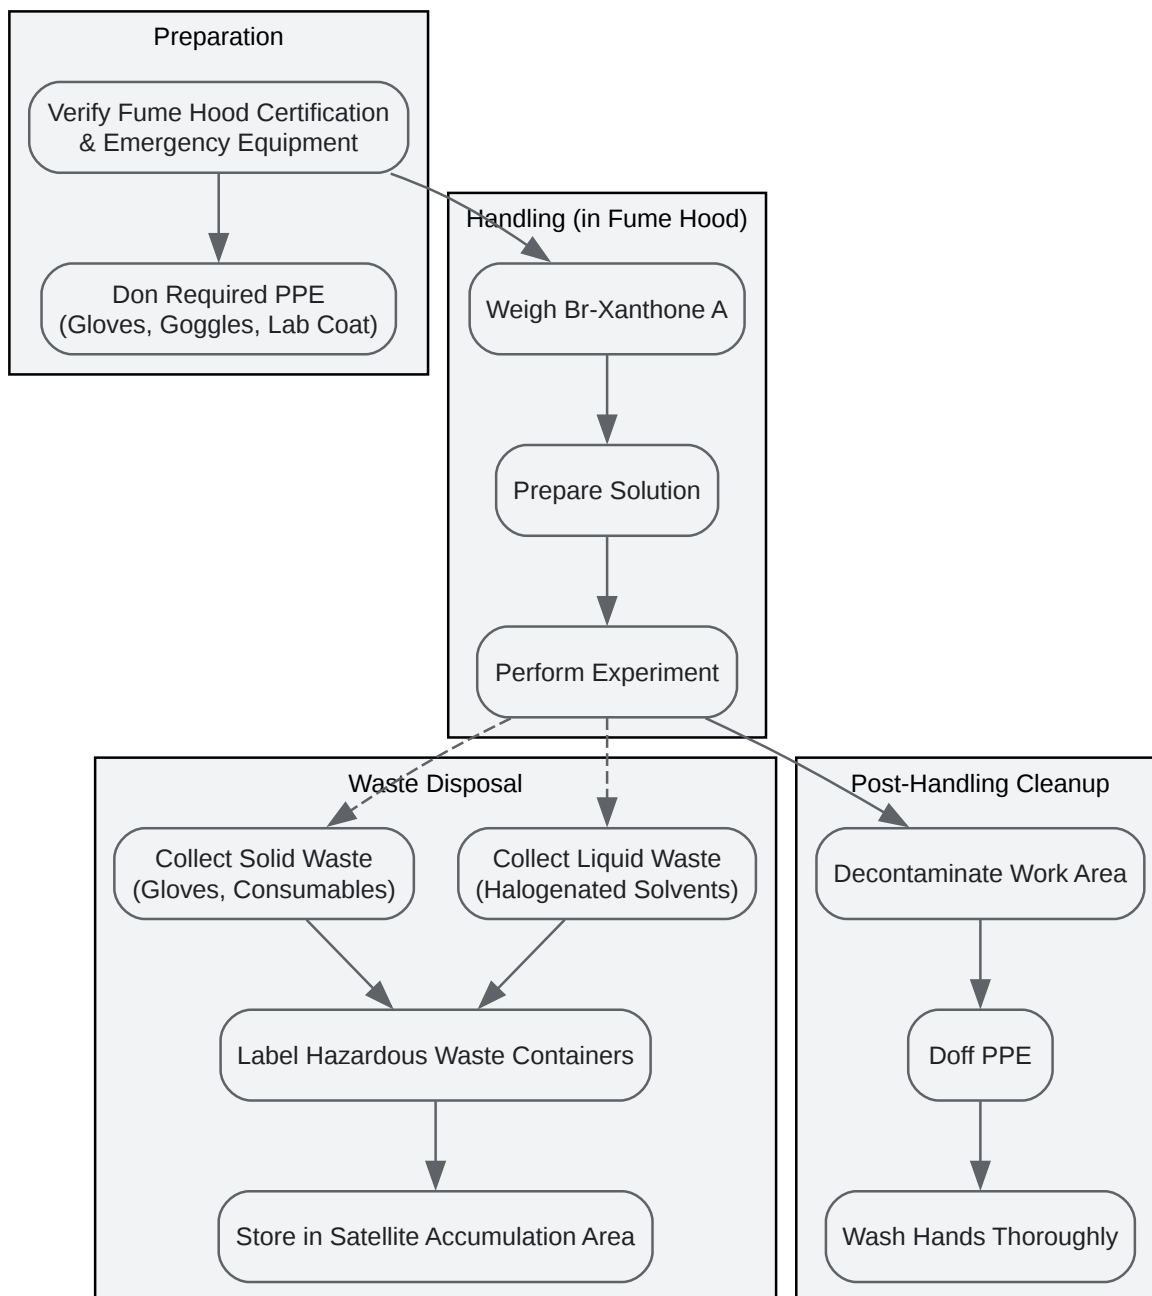 Preparation
Verify Fume Hood Certification
& Emergency Equipment
Don Required PPE
(Gloves, Goggles, Lab Coat)
Handling (in Fume Hood)
Weigh Br-Xanthone A
Prepare Solution
Perform Experiment
Waste Disposal
Collect Solid Waste
(Gloves, Consumables)
Collect Liquid Waste
(Halogenated Solvents)
Label Hazardous Waste Containers
Store in Satellite Accumulation Area
Post-Handling Cleanup
Decontaminate Work Area
Doff PPE
Wash Hands Thoroughly